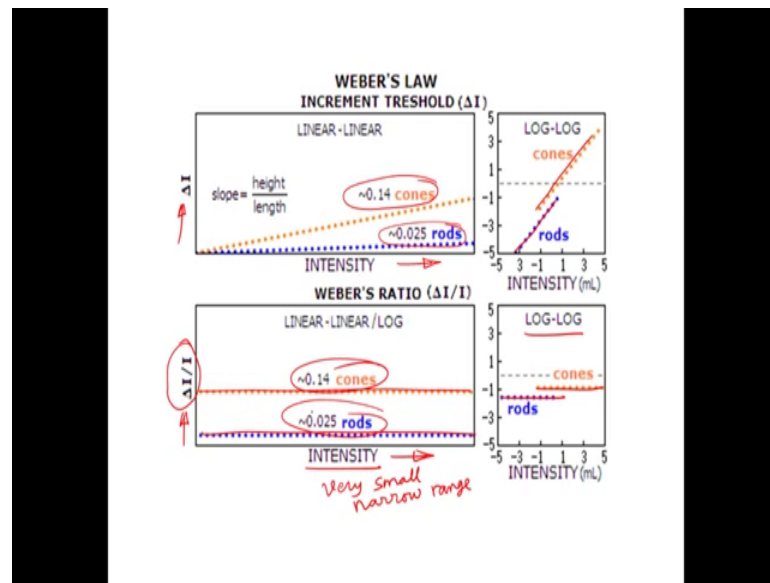 WEBER'S LAW
INCREMENT TRESHOLD (ΔI)
LINEAR-LINEAR
ΔI
slope= height
length
~0.14 cones
~0.025 rods
INTENSITY
LOG-LOG
5
3
1
-1
-3
-5
cones
rods
-5 -3 -1 1 3 5
INTENSITY(mL)
WEBER'S RATIO (ΔI/I)
LINEAR-LINEAR/LOG
ΔI/I
~0.14 cones
~0.025 rods
INTENSITY
very small
narrow range
LOG-LOG
5
3
1
-1
-3
-5
cones
rods
-5 -3 -1 1 3 5
INTENSITY(mL)